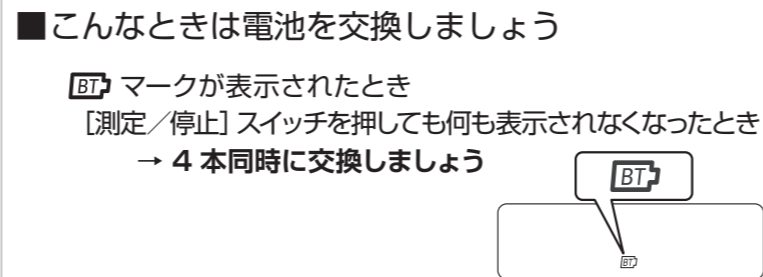 ■こんなときは電池を交換しましょう
BT マークが表示されたとき
［測定／停止］スイッチを押しても何も表示されなくなったとき
→ 4 本同時に交換しましょう
BT
BT